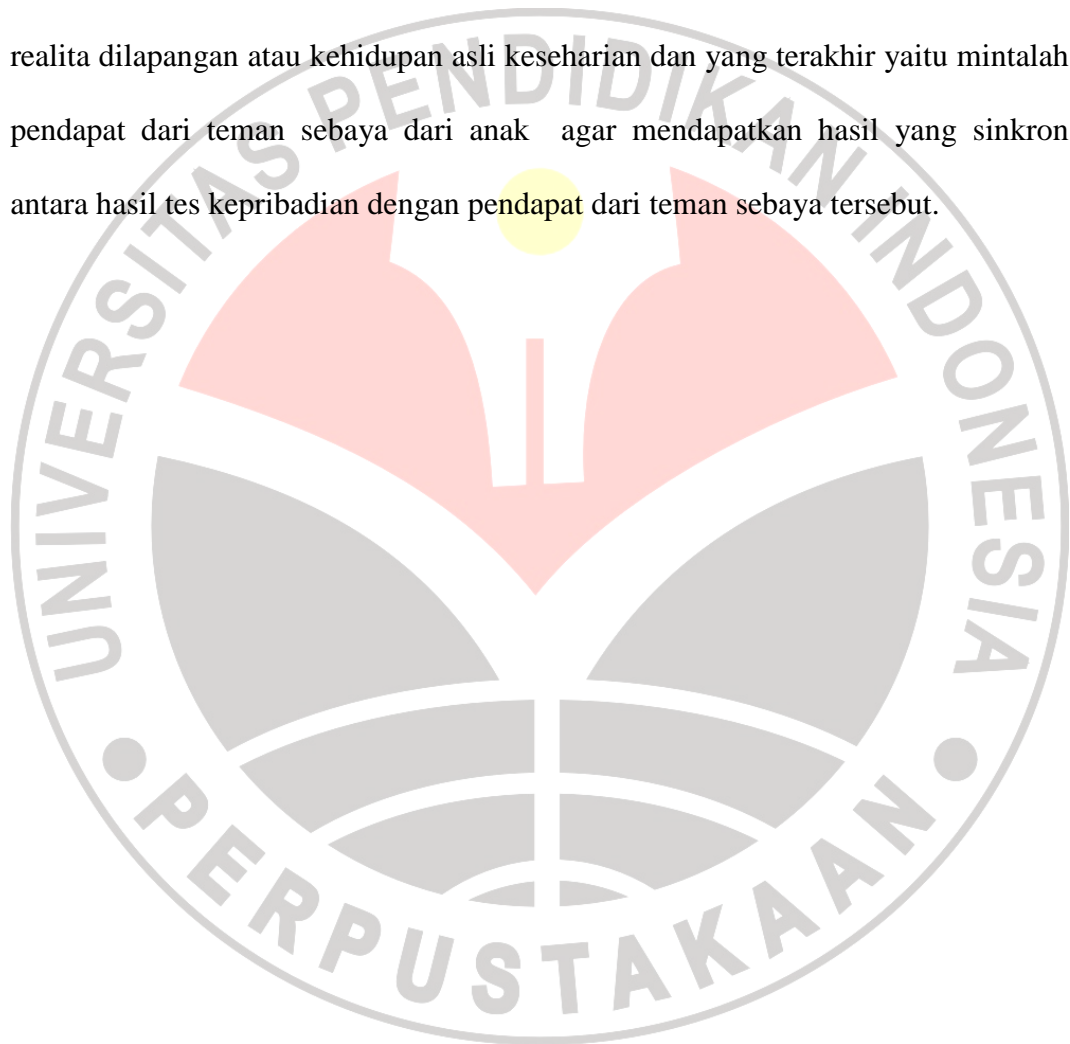 realita dilapangan atau kehidupan asli keseharian dan yang terakhir yaitu mintalah
pendapat dari teman sebaya dari anak  agar mendapatkan hasil yang sinkron
antara hasil tes kepribadian dengan pendapat dari teman sebaya tersebut.
UNIVERSITAS PENDIDIKAN INDONESIA
PERPUSTAKAAN